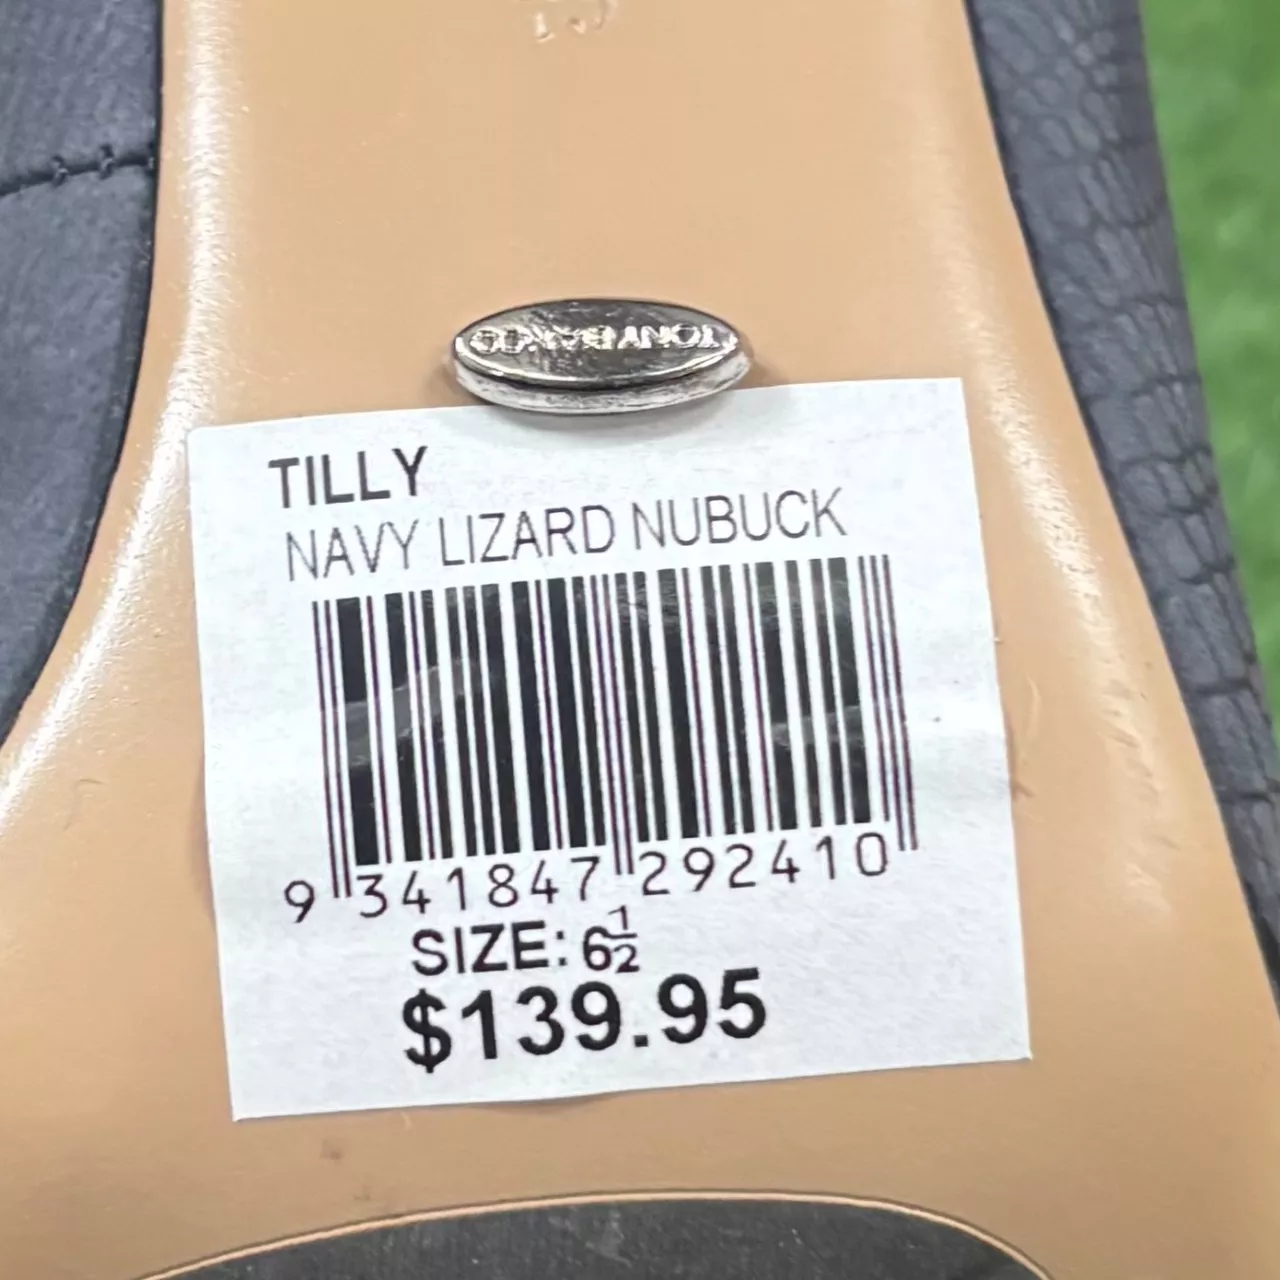 TONY BIANCO
TILLY
NAVY LIZARD NUBUCK
9 341847 292410
SIZE: 6½
$139.95